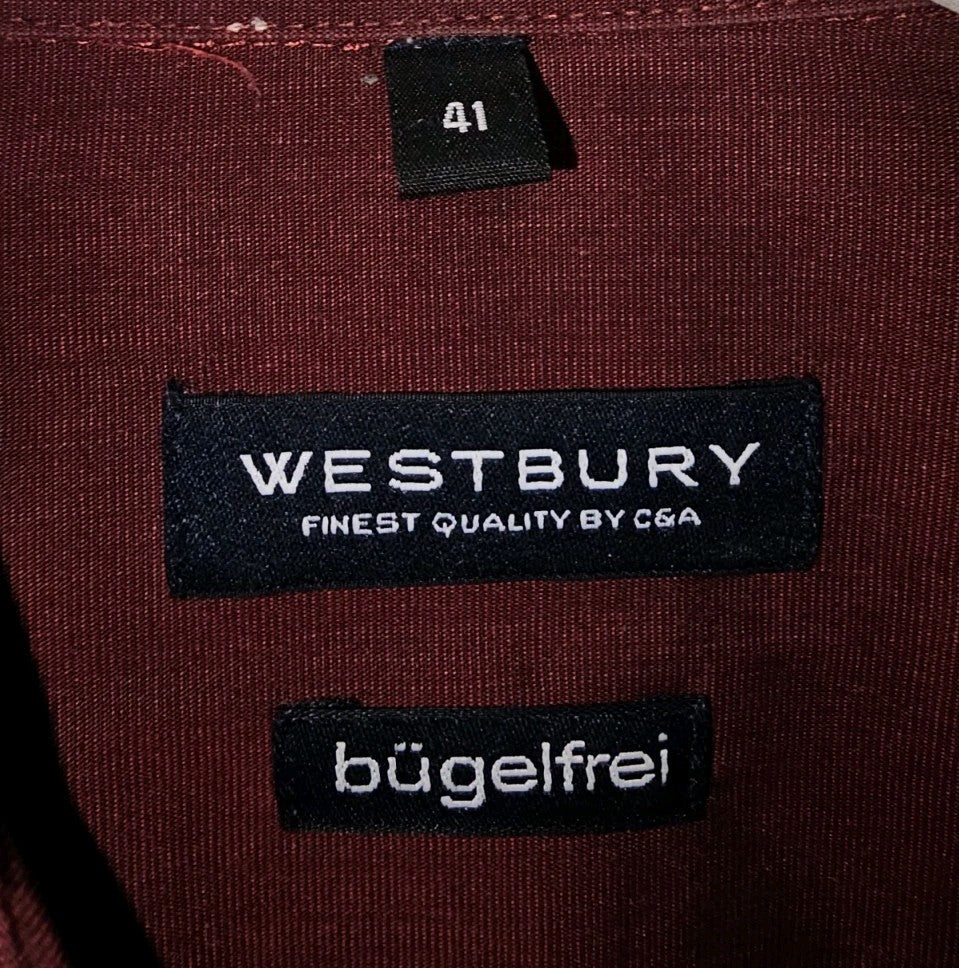 41
WESTBURY
FINEST QUALITY BY C&A
bügelfrei